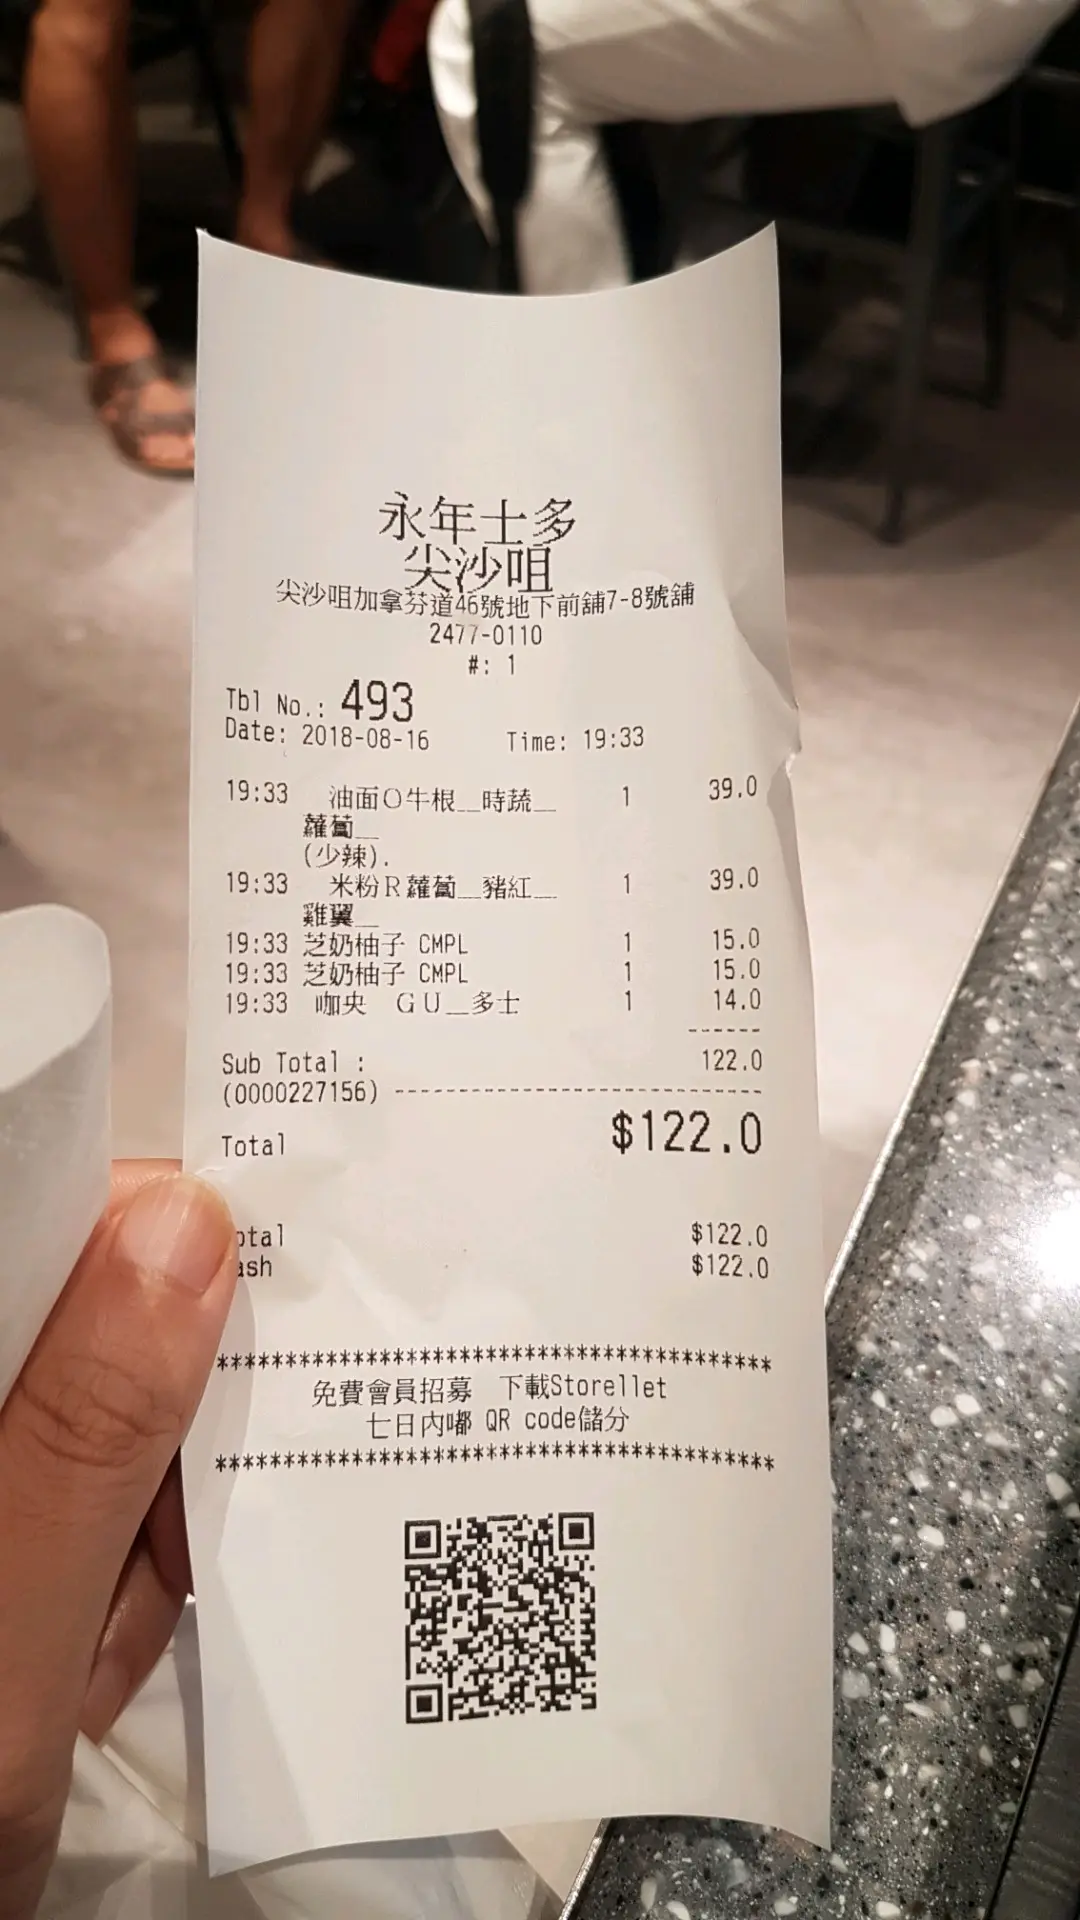 永年士多
尖沙咀
尖沙咀加拿芬道46號地下前舖7-8號舖
2477-0110
#: 1
Tbl No.: 493
Date: 2018-08-16 Time: 19:33
19:33 油面O牛根__時蔬__ 1 39.0
蘿蔔__
(少辣).
19:33 米粉R蘿蔔__豬紅__ 1 39.0
雞翼__
19:33 芝奶柚子 CMPL 1 15.0
19:33 芝奶柚子 CMPL 1 15.0
19:33 咖央 GU__多士 1 14.0
------
Sub Total : 122.0
(0000227156) ---------------------------
Total $122.0
otal $122.0
ash $122.0
*****************************************
免費會員招募 下載Storellet
七日內嘟 QR code儲分
*****************************************